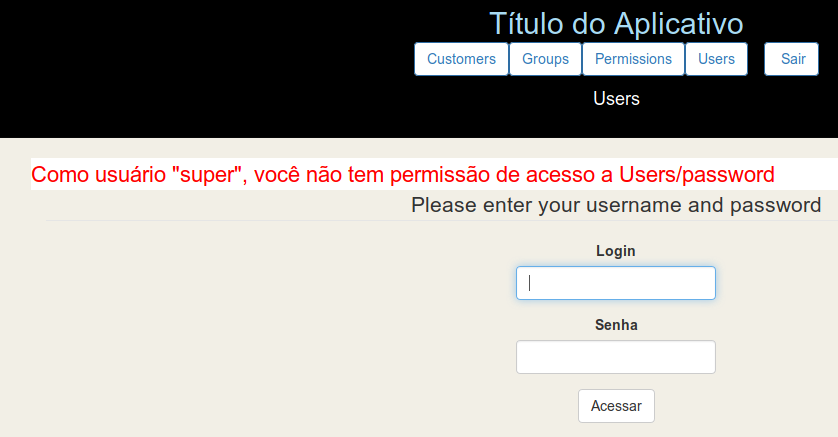 Título do Aplicativo
Customers Groups Permissions Users Sair
Users
Como usuário "super", você não tem permissão de acesso a Users/password
Please enter your username and password
Login
Senha
Acessar